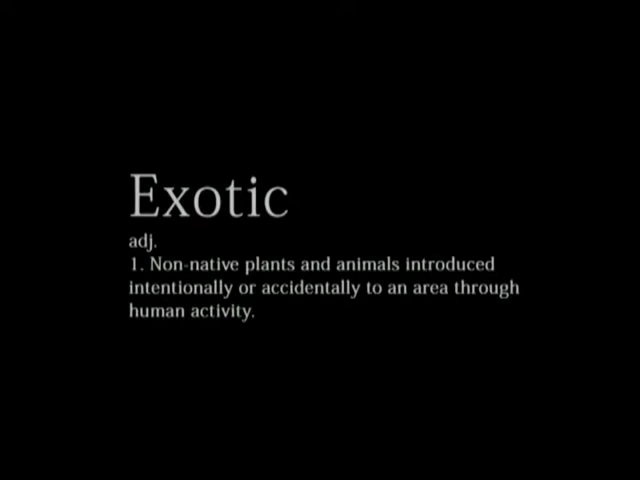 Exotic
adj.
1. Non-native plants and animals introduced
intentionally or accidentally to an area through
human activity.